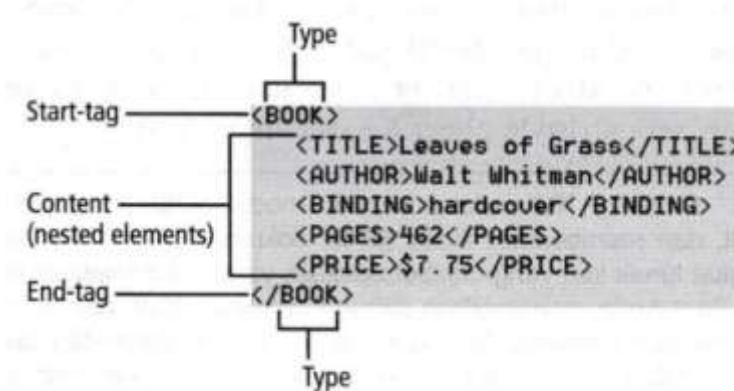 Type
Start-tag <BOOK>
<TITLE>Leaves of Grass</TITLE>
<AUTHOR>Walt Whitman</AUTHOR>
Content <BINDING>hardcover</BINDING>
(nested elements) <PAGES>462</PAGES>
<PRICE>$7.75</PRICE>
End-tag </BOOK>
Type